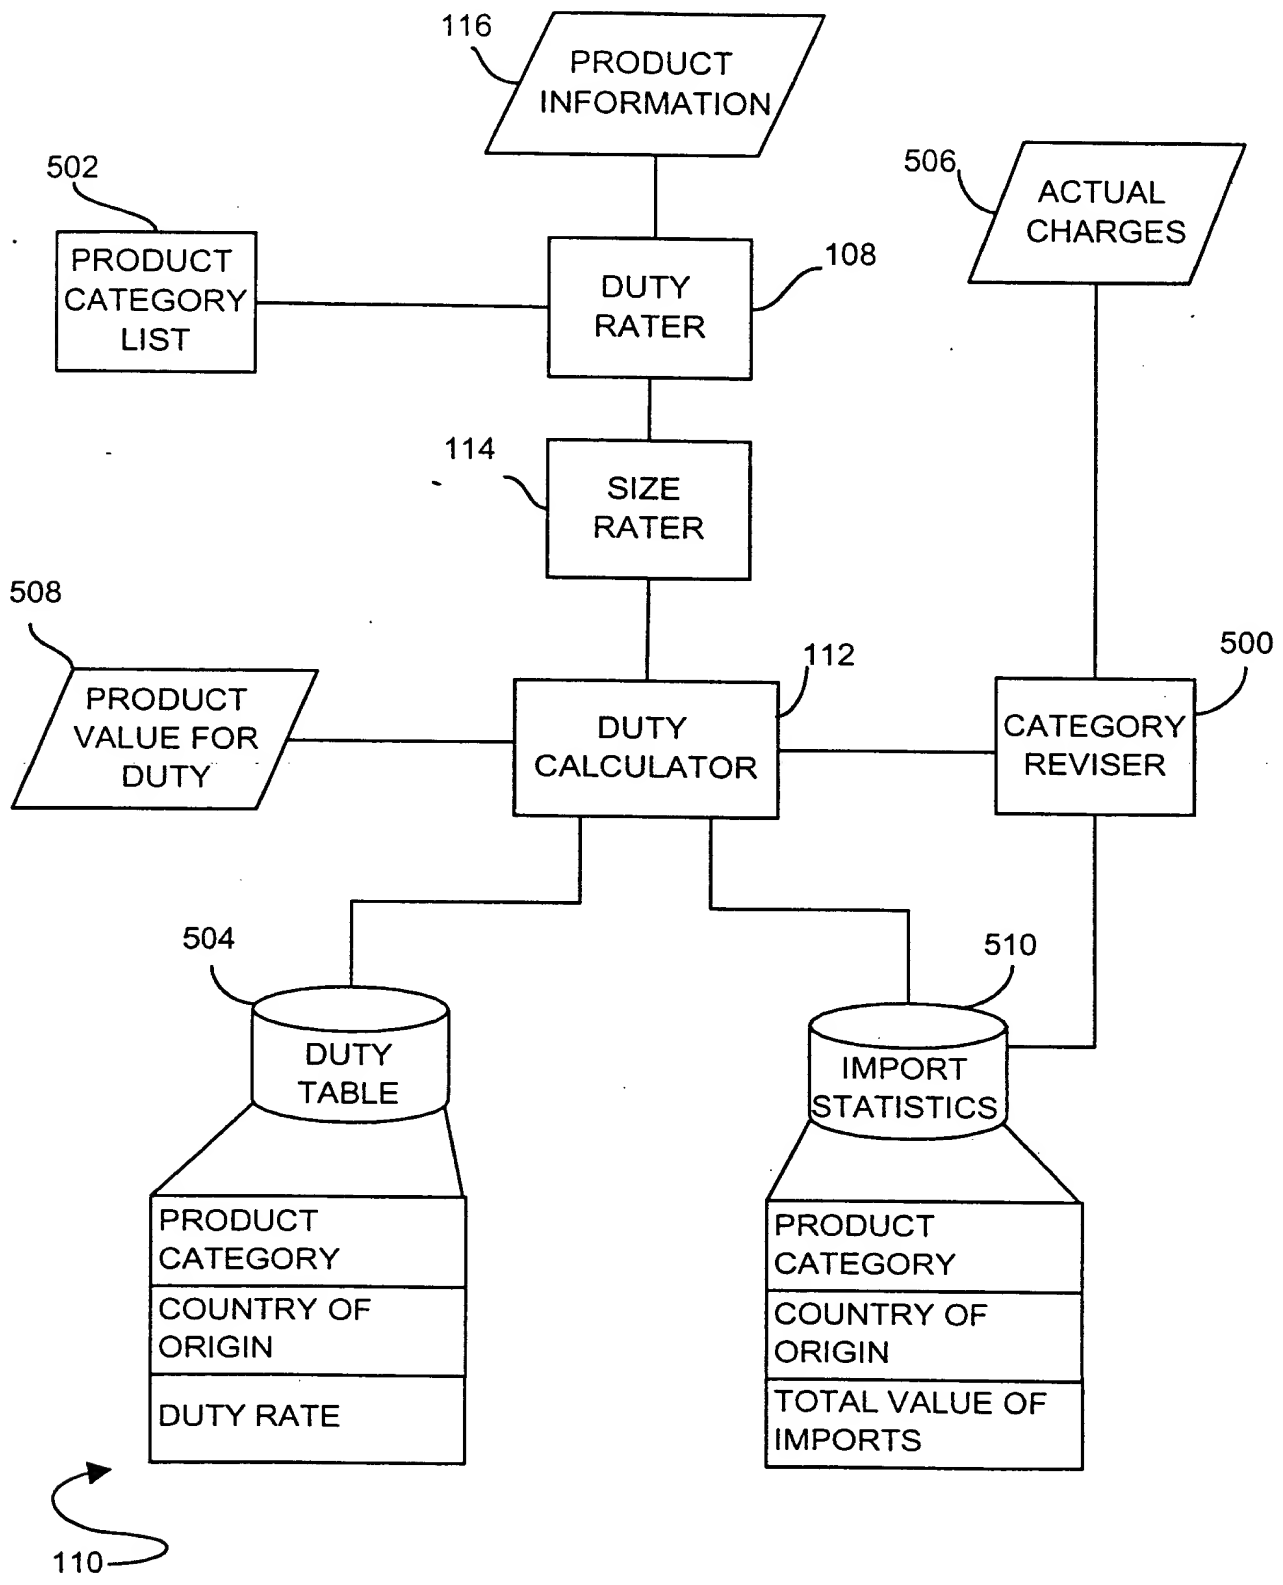 116
PRODUCT
INFORMATION
502
PRODUCT
CATEGORY
LIST
DUTY
RATER
108
506
ACTUAL
CHARGES
114
SIZE
RATER
508
PRODUCT
VALUE FOR
DUTY
112
DUTY
CALCULATOR
500
CATEGORY
REVISER
504
DUTY
TABLE
510
IMPORT
STATISTICS
PRODUCT
CATEGORY
COUNTRY OF
ORIGIN
DUTY RATE
PRODUCT
CATEGORY
COUNTRY OF
ORIGIN
TOTAL VALUE OF
IMPORTS
110